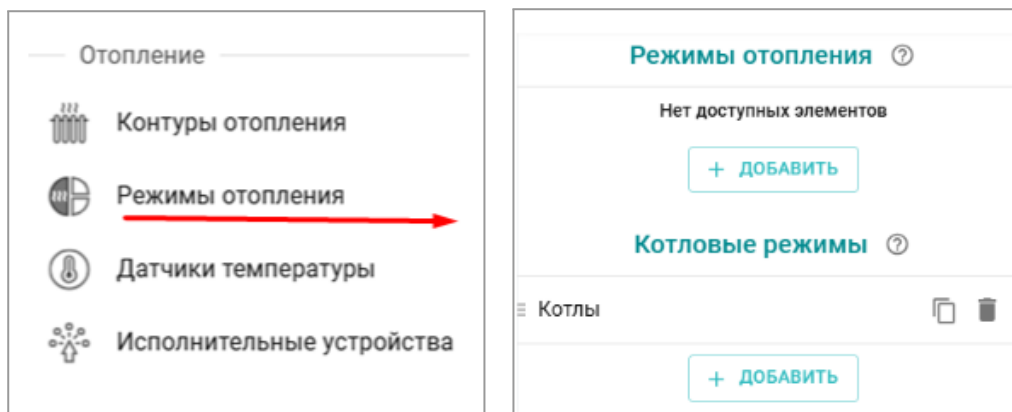 Отопление
Контуры отопления
Режимы отопления
Датчики температуры
Исполнительные устройства
Режимы отопления
Нет доступных элементов
+ ДОБАВИТЬ
Котловые режимы
Котлы
+ ДОБАВИТЬ